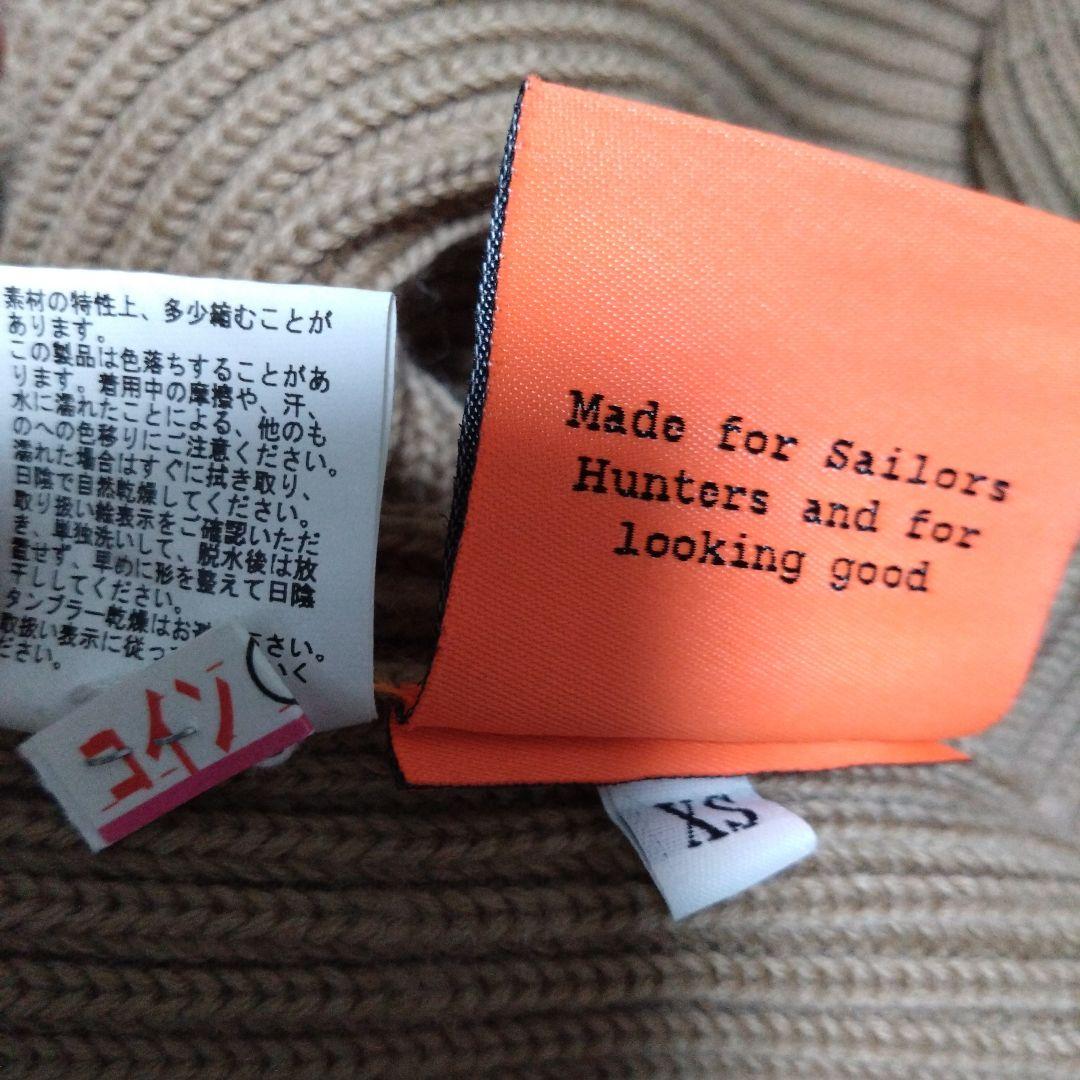 素材の特性上、多少縮むことが
あります。
この製品は色落ちすることがあ
ります。着用中の摩擦や、汗、
水に濡れたことによる、他のも
のへの色移りにご注意ください。
濡れた場合はすぐに拭き取り、
日陰で自然乾燥してください。
取り扱い絵表示をご確認いただ
き、単独洗いして、脱水後は放
置せず、早めに形を整えて日陰
干ししてください。
タンブラー乾燥はお避け下さい。
取扱い表示に従っ いく
ださい。
Made for Sailors
Hunters and for
looking good
XS